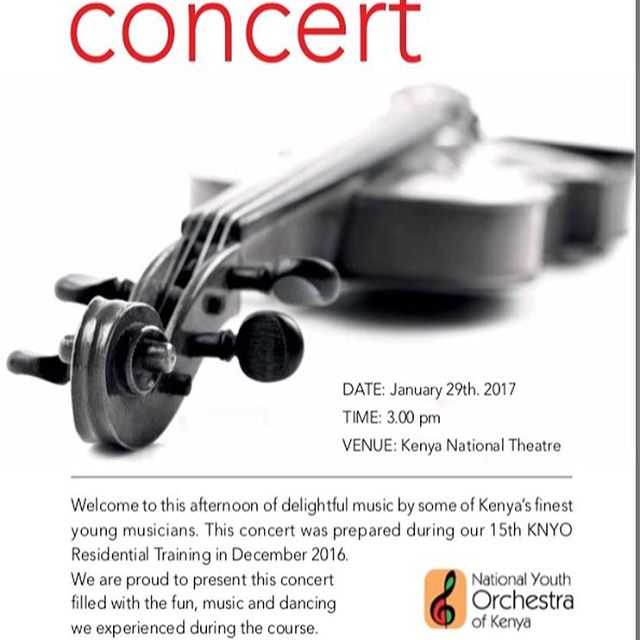 concert
DATE: January 29th. 2017
TIME: 3.00 pm
VENUE: Kenya National Theatre
Welcome to this afternoon of delightful music by some of Kenya's finest
young musicians. This concert was prepared during our 15th KNYO
Residential Training in December 2016.
We are proud to present this concert
filled with the fun, music and dancing
we experienced during the course.
National Youth
Orchestra
of Kenya